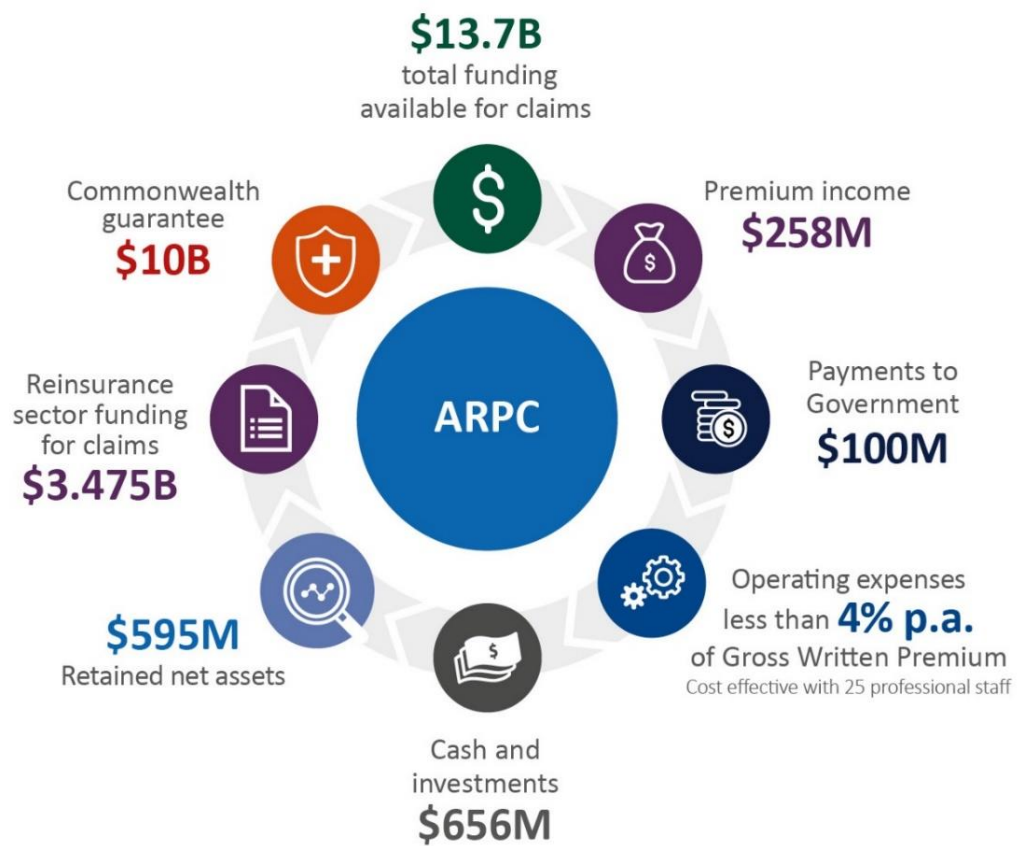 $13.7B
total funding
available for claims
Premium income
$258M
Payments to
Government
$100M
Operating expenses
less than 4% p.a.
of Gross Written Premium
Cost effective with 25 professional staff
Cash and
investments
$656M
$595M
Retained net assets
Reinsurance
sector funding
for claims
$3.475B
Commonwealth
guarantee
$10B
ARPC
$
$
$
$